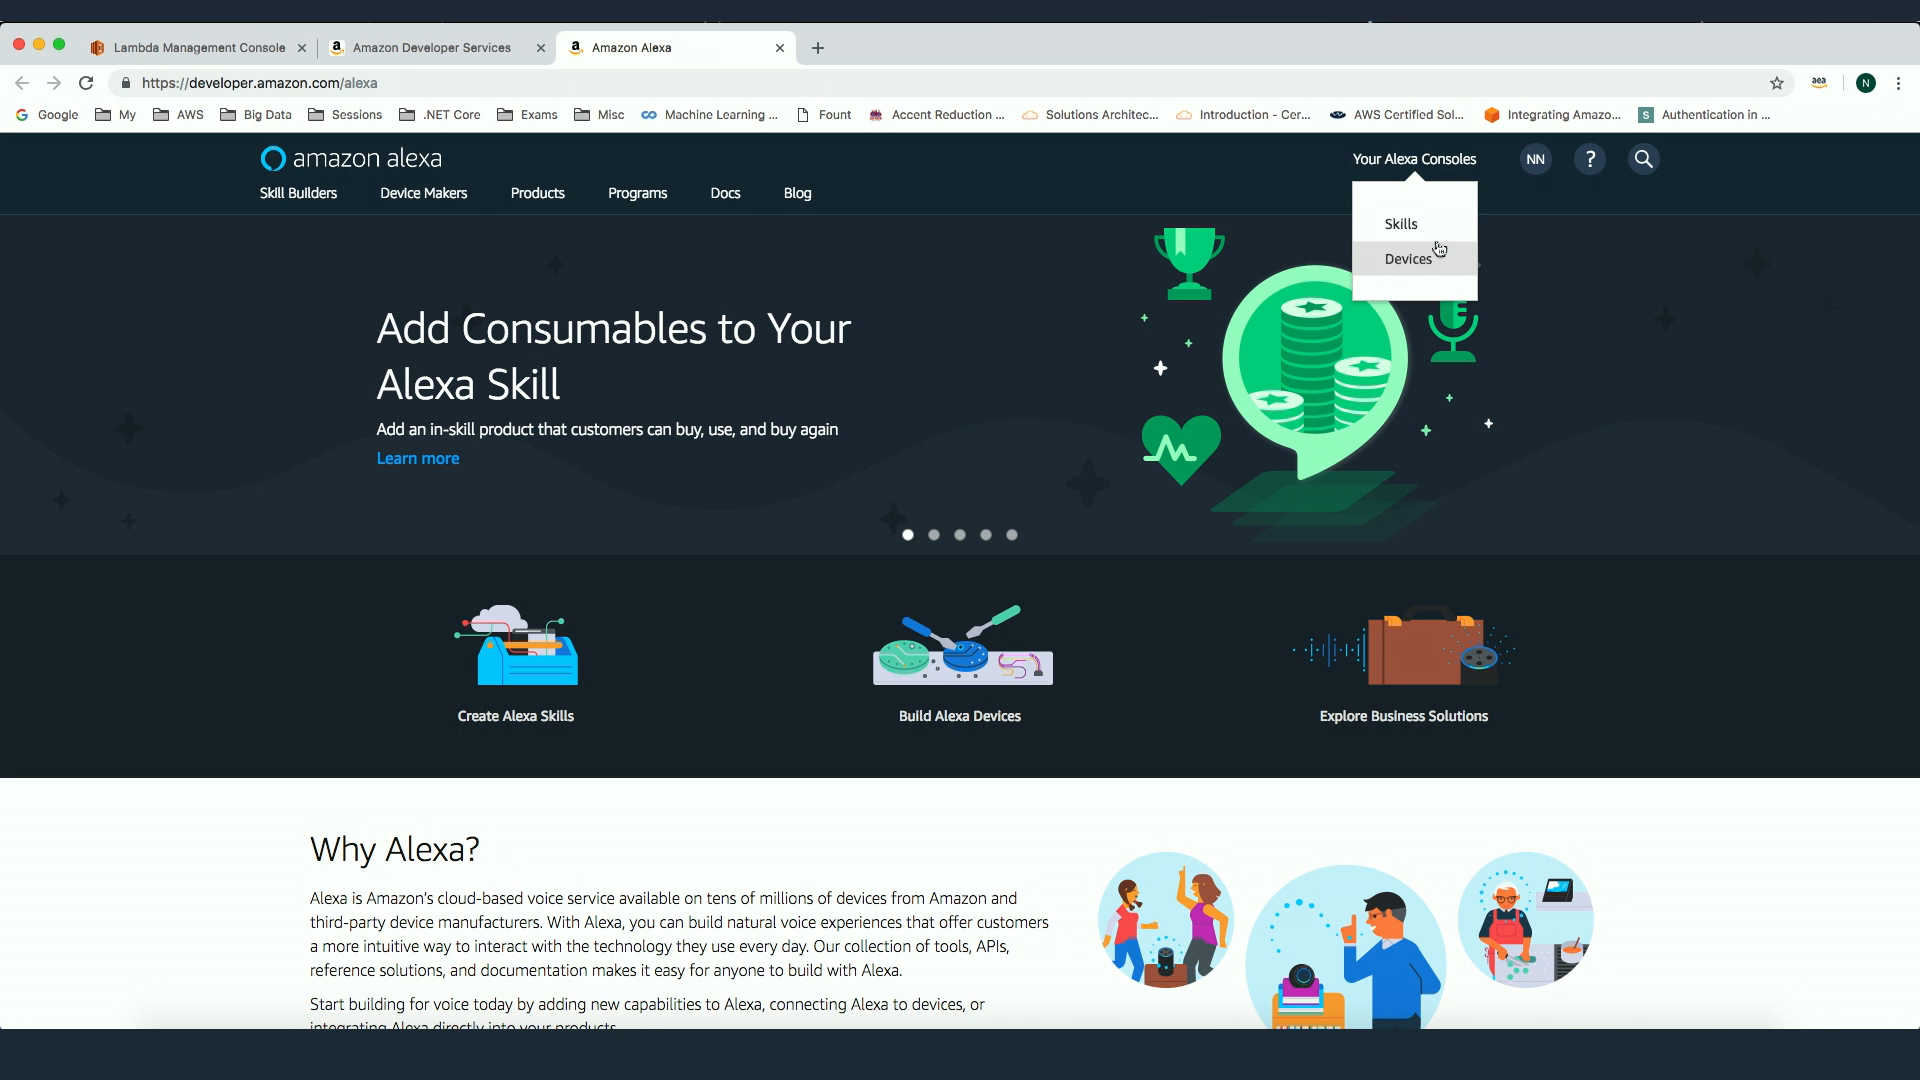 Lambda Management Console
Amazon Developer Services
Amazon Alexa
https://developer.amazon.com/alexa
aea
N
Google
My
AWS
Big Data
Sessions
.NET Core
Exams
Misc
Machine Learning ...
Fount
Accent Reduction ...
Solutions Architec...
Introduction - Cer...
AWS Certified Sol...
Integrating Amazo...
S
Authentication in ...
amazon alexa
Your Alexa Consoles
NN
?
Skill Builders
Device Makers
Products
Programs
Docs
Blog
Skills
Devices
Add Consumables to Your
Alexa Skill
Add an in-skill product that customers can buy, use, and buy again
Learn more
Create Alexa Skills
Build Alexa Devices
Explore Business Solutions
Why Alexa?
Alexa is Amazon's cloud-based voice service available on tens of millions of devices from Amazon and
third-party device manufacturers. With Alexa, you can build natural voice experiences that offer customers
a more intuitive way to interact with the technology they use every day. Our collection of tools, APIs,
reference solutions, and documentation makes it easy for anyone to build with Alexa.
Start building for voice today by adding new capabilities to Alexa, connecting Alexa to devices, or
integrating Alexa directly into your products.